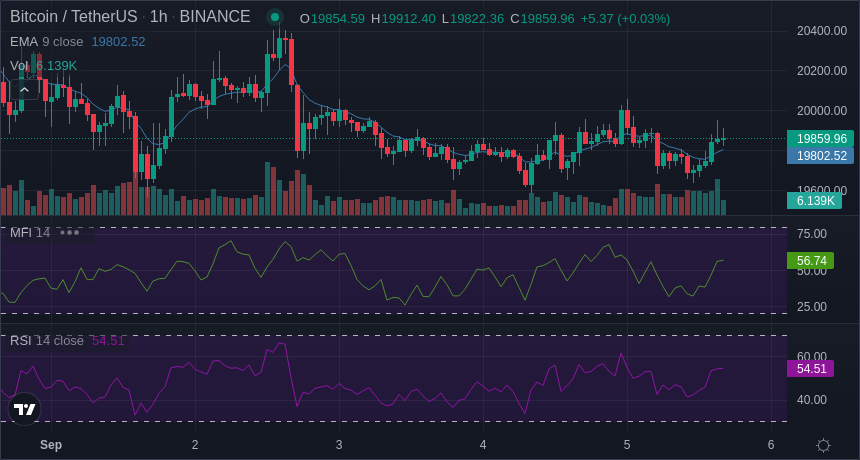 Bitcoin / TetherUS · 1h · BINANCE O19854.59 H19912.40 L19822.36 C19859.96 +5.37 (+0.03%)
20400.00
EMA 9 close 19802.52
Vol 6.139K
20200.00
20000.00
19859.96
19802.52
19600.00
6.139K
MFI 14
75.00
56.74
50.00
25.00
RSI 14 close 54.51
60.00
54.51
40.00
Sep 2 3 4 5 6